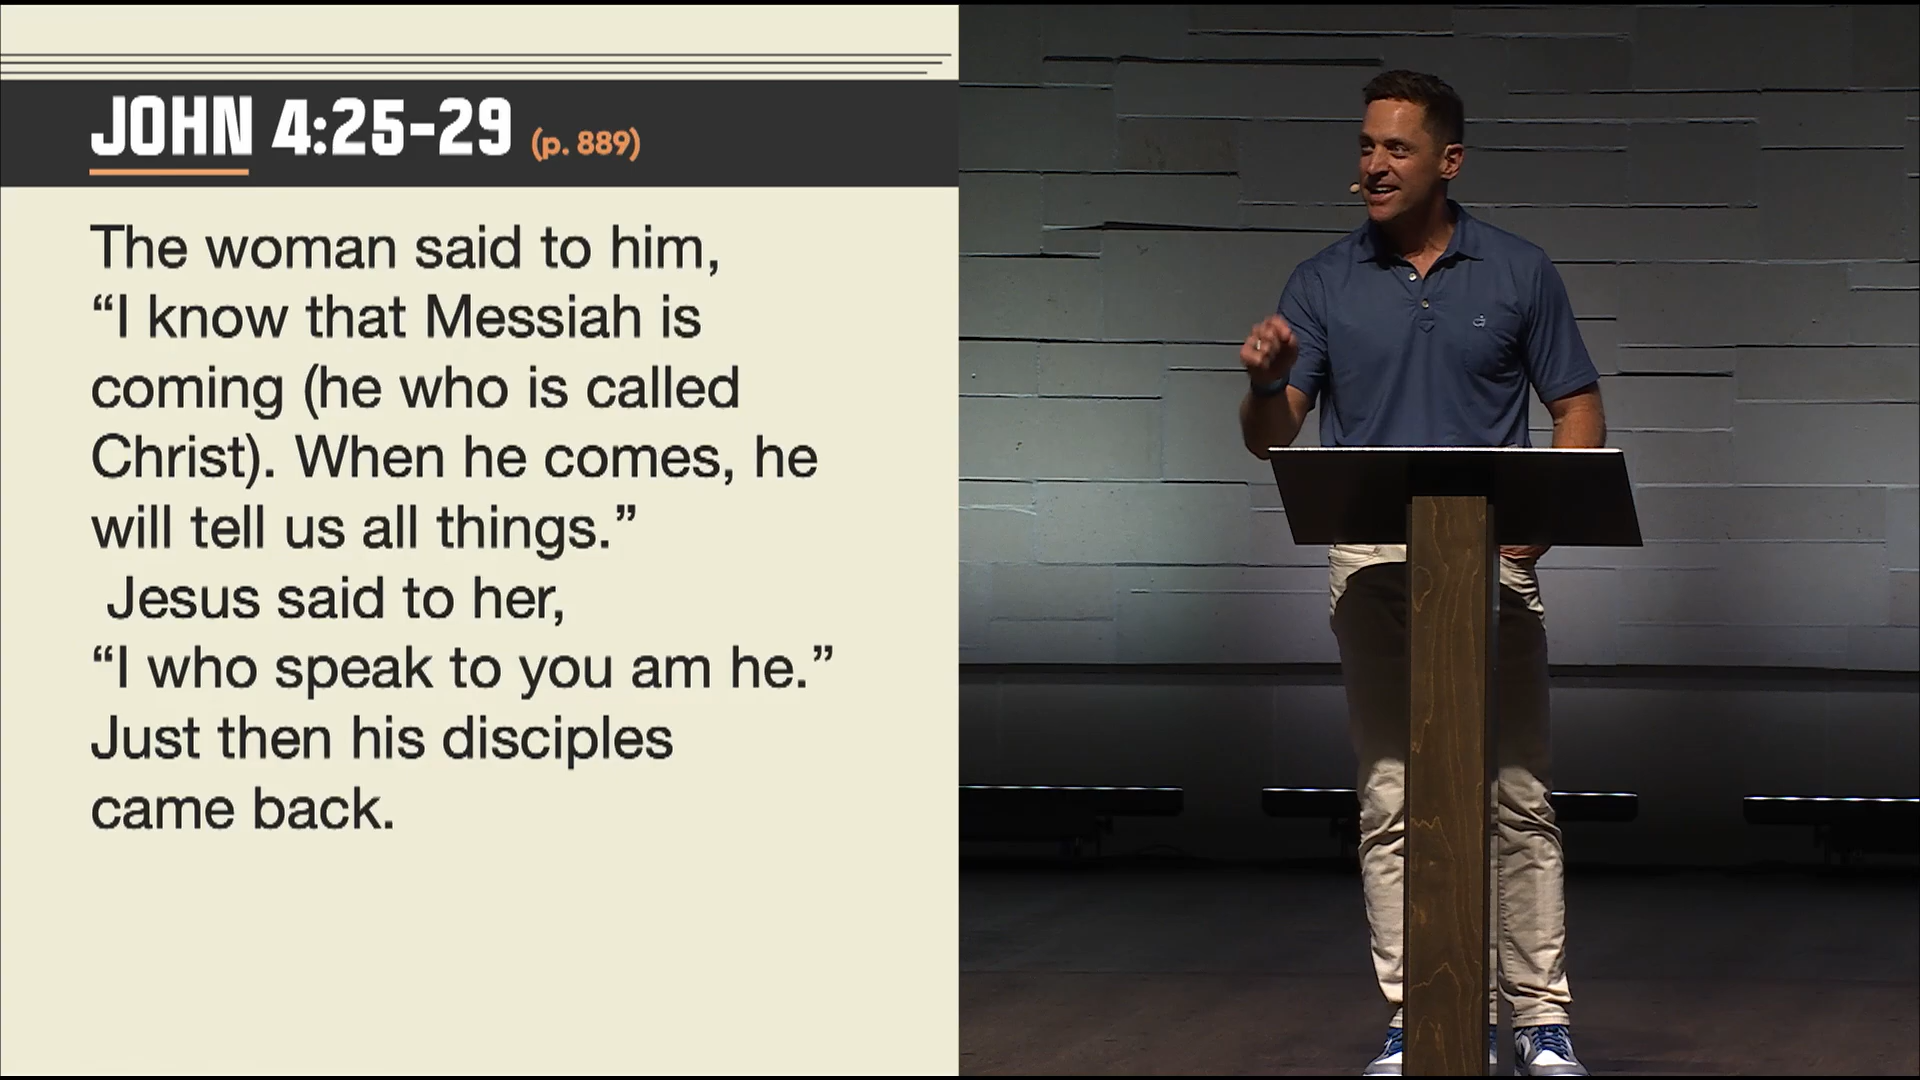 JOHN 4:25-29 (p. 889)
The woman said to him,
“I know that Messiah is
coming (he who is called
Christ). When he comes, he
will tell us all things.”
Jesus said to her,
“I who speak to you am he.”
Just then his disciples
came back.